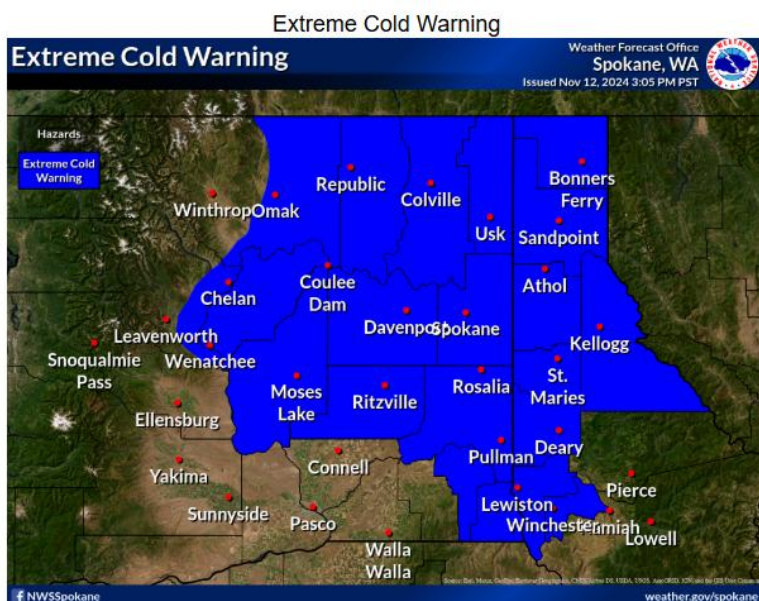 Extreme Cold Warning
Extreme Cold Warning
Weather Forecast Office
Spokane, WA
Issued Nov 12, 2024 3:05 PM PST
Hazards
Extreme Cold
Warning
Republic
Colville
Bonners
Ferry
Winthrop
Omak
Usk
Sandpoint
Chelan
Coulee
Dam
Athol
Leavenworth
Davenport
Spokane
Kellogg
Snoqualmie
Pass
Wenatchee
Moses
Lake
Ritzville
Rosalia
St.
Maries
Ellensburg
Connell
Pullman
Deary
Yakima
Pierce
Sunnyside
Pasco
Lewiston
Winchester
Lowell
Walla
Walla
NWSSpokane
weather.gov/spokane